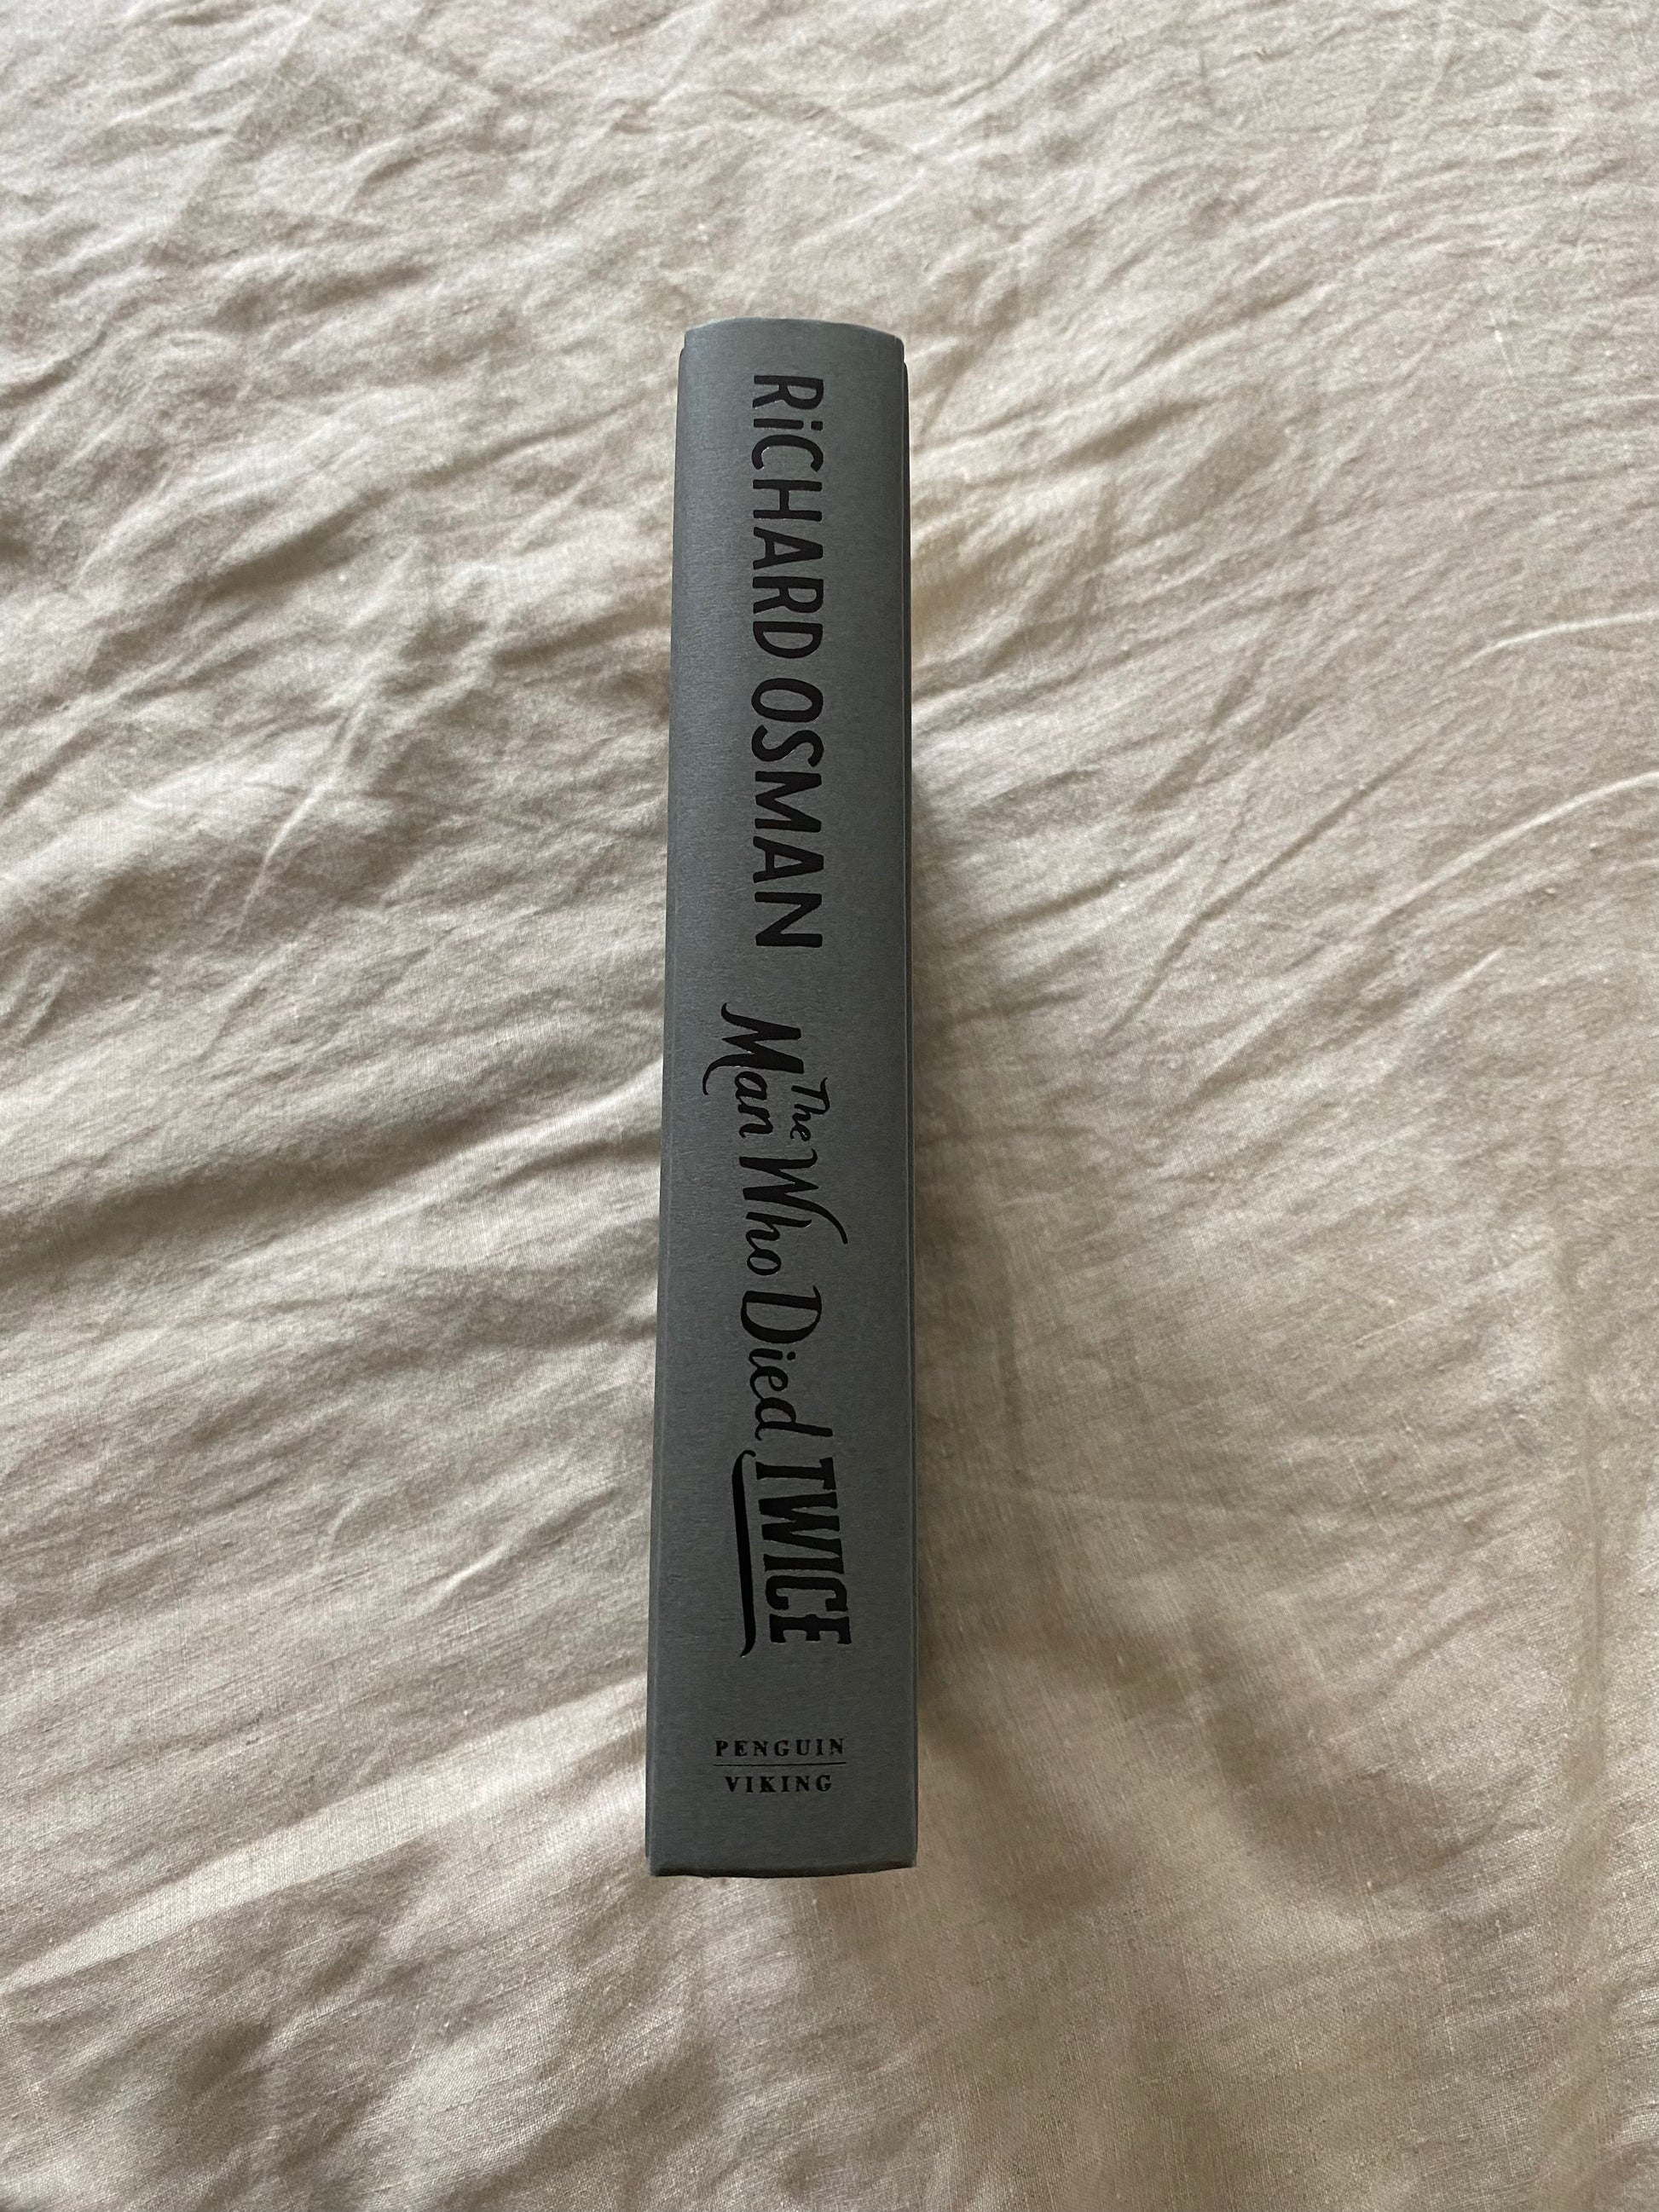 RiCHARD OSMAN
The
Man Who Died TWICE
PENGUIN
VIKING